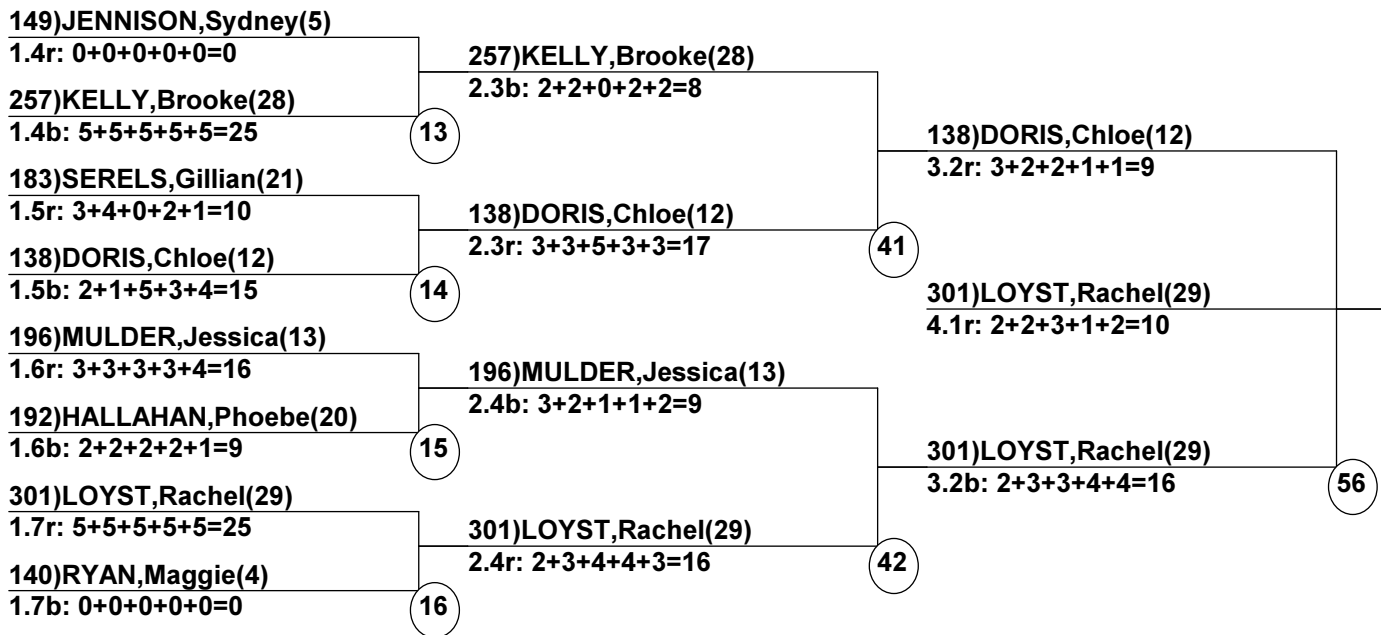 149)JENNISON,Sydney(5)
1.4r: 0+0+0+0+0=0
257)KELLY,Brooke(28)
1.4b: 5+5+5+5+5=25
13
183)SERELS,Gillian(21)
1.5r: 3+4+0+2+1=10
138)DORIS,Chloe(12)
1.5b: 2+1+5+3+4=15
14
196)MULDER,Jessica(13)
1.6r: 3+3+3+3+4=16
192)HALLAHAN,Phoebe(20)
1.6b: 2+2+2+2+1=9
15
301)LOYST,Rachel(29)
1.7r: 5+5+5+5+5=25
140)RYAN,Maggie(4)
1.7b: 0+0+0+0+0=0
16
257)KELLY,Brooke(28)
2.3b: 2+2+0+2+2=8
138)DORIS,Chloe(12)
2.3r: 3+3+5+3+3=17
41
196)MULDER,Jessica(13)
2.4b: 3+2+1+1+2=9
301)LOYST,Rachel(29)
2.4r: 2+3+4+4+3=16
42
138)DORIS,Chloe(12)
3.2r: 3+2+2+1+1=9
301)LOYST,Rachel(29)
4.1r: 2+2+3+1+2=10
301)LOYST,Rachel(29)
3.2b: 2+3+3+4+4=16
56